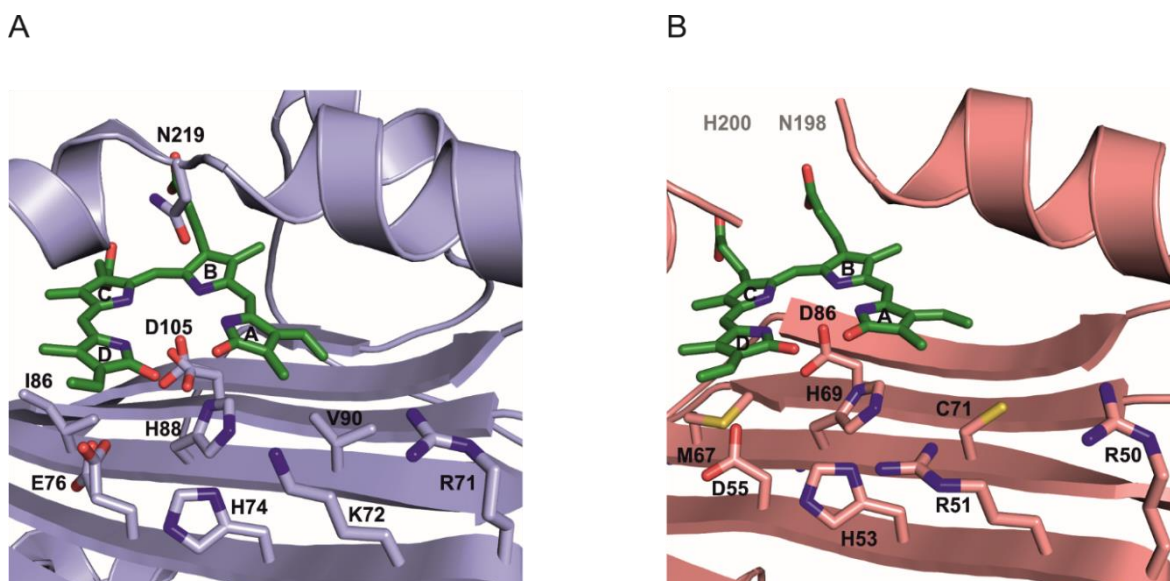 A
B
N219
B
C
A
D105
D
I86
V90
H88
R71
E76
H74
K72
H200 N198
B
C
D86
A
D
H69
C71
M67
R50
D55
R51
H53